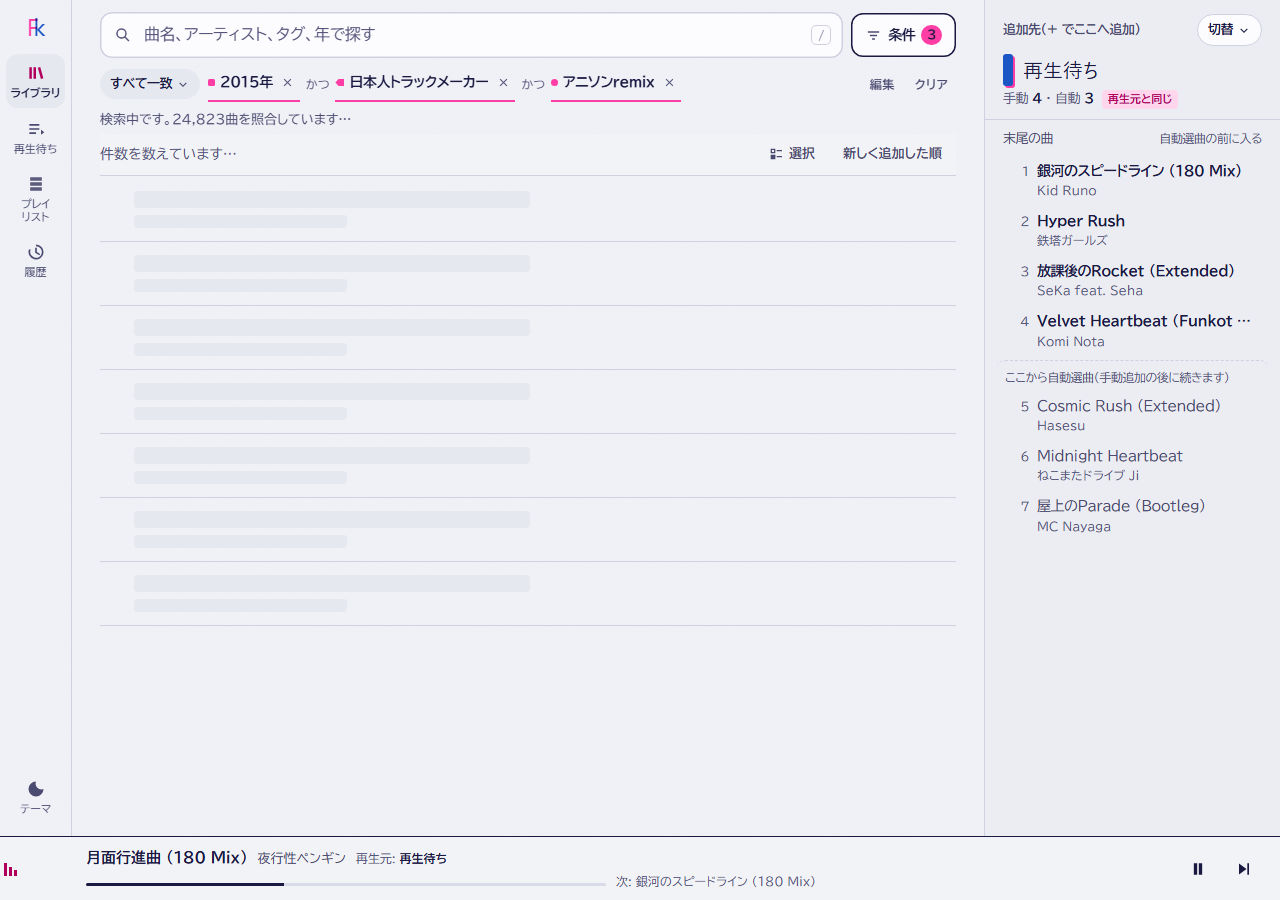 Fk
ライブラリ
再生待ち
プレイ
リスト
履歴
テーマ
曲名、アーティスト、タグ、年で探す
/
条件 3
すべて一致
2015年 ×
かつ
日本人トラックメーカー ×
かつ
アニソンremix ×
編集
クリア
検索中です。24,823曲を照合しています…
件数を数えています…
選択
新しく追加した順
追加先(+ でここへ追加)
切替
再生待ち
手動 4・自動 3
再生元と同じ
末尾の曲
自動選曲の前に入る
1 銀河のスピードライン (180 Mix)
Kid Runo
2 Hyper Rush
鉄塔ガールズ
3 放課後のRocket (Extended)
SeKa feat. Seha
4 Velvet Heartbeat (Funkot …
Komi Nota
ここから自動選曲(手動追加の後に続きます)
5 Cosmic Rush (Extended)
Hasesu
6 Midnight Heartbeat
ねこまたドライブ Ji
7 屋上のParade (Bootleg)
MC Nayaga
月面行進曲 (180 Mix) 夜行性ペンギン 再生元: 再生待ち
次: 銀河のスピードライン (180 Mix)